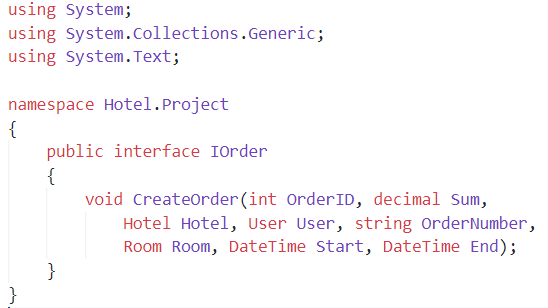 using System;
using System.Collections.Generic;
using System.Text;
namespace Hotel.Project
{
public interface IOrder
{
void CreateOrder(int OrderID, decimal Sum,
Hotel Hotel, User User, string OrderNumber,
Room Room, DateTime Start, DateTime End);
}
}